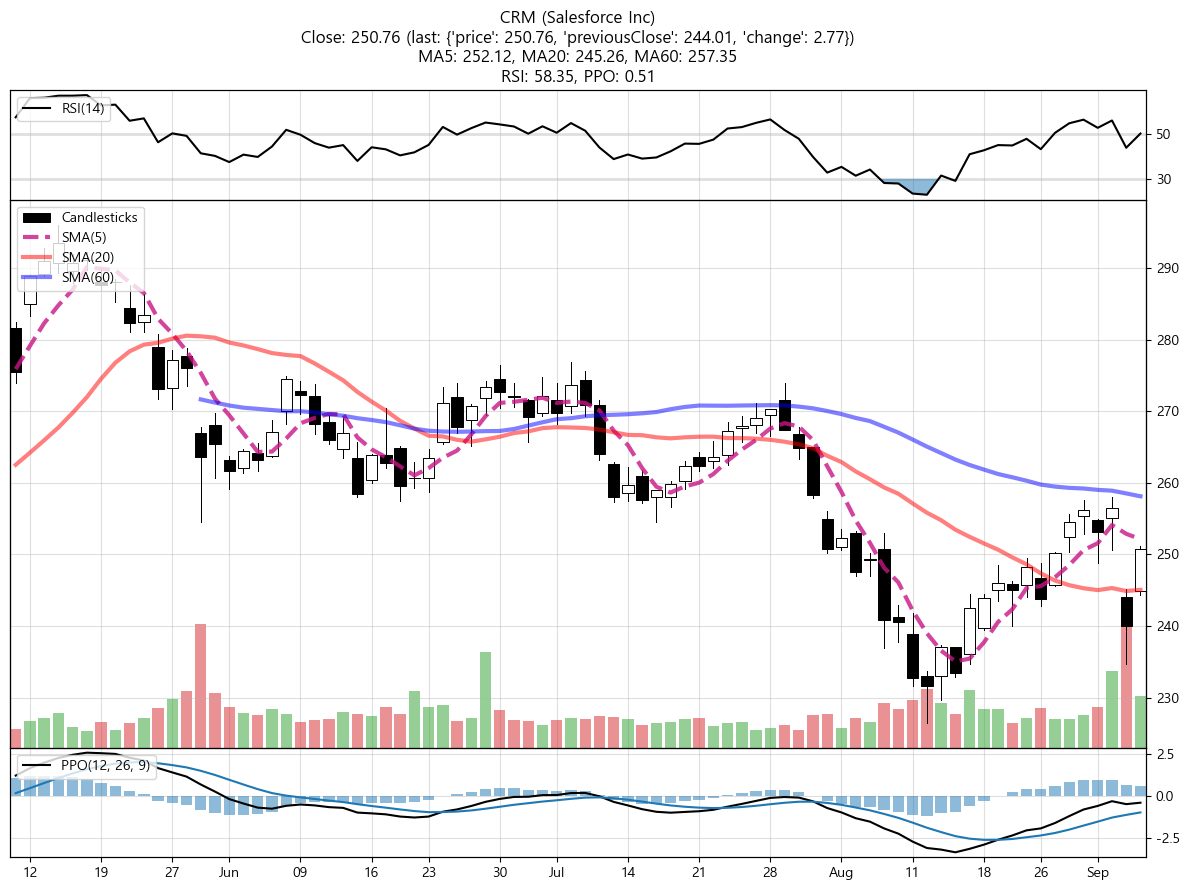 CRM (Salesforce Inc)
Close: 250.76 (last: {'price': 250.76, 'previousClose': 244.01, 'change': 2.77})
MA5: 252.12, MA20: 245.26, MA60: 257.35
RSI: 58.35, PPO: 0.51
RSI(14)
50
30
Candlesticks
SMA(5)
SMA(20)
SMA(60)
290
280
270
260
250
240
230
PPO(12, 26, 9)
2.5
0.0
-2.5
12 19 27 Jun 09 16 23 30 Jul 14 21 28 Aug 11 18 26 Sep